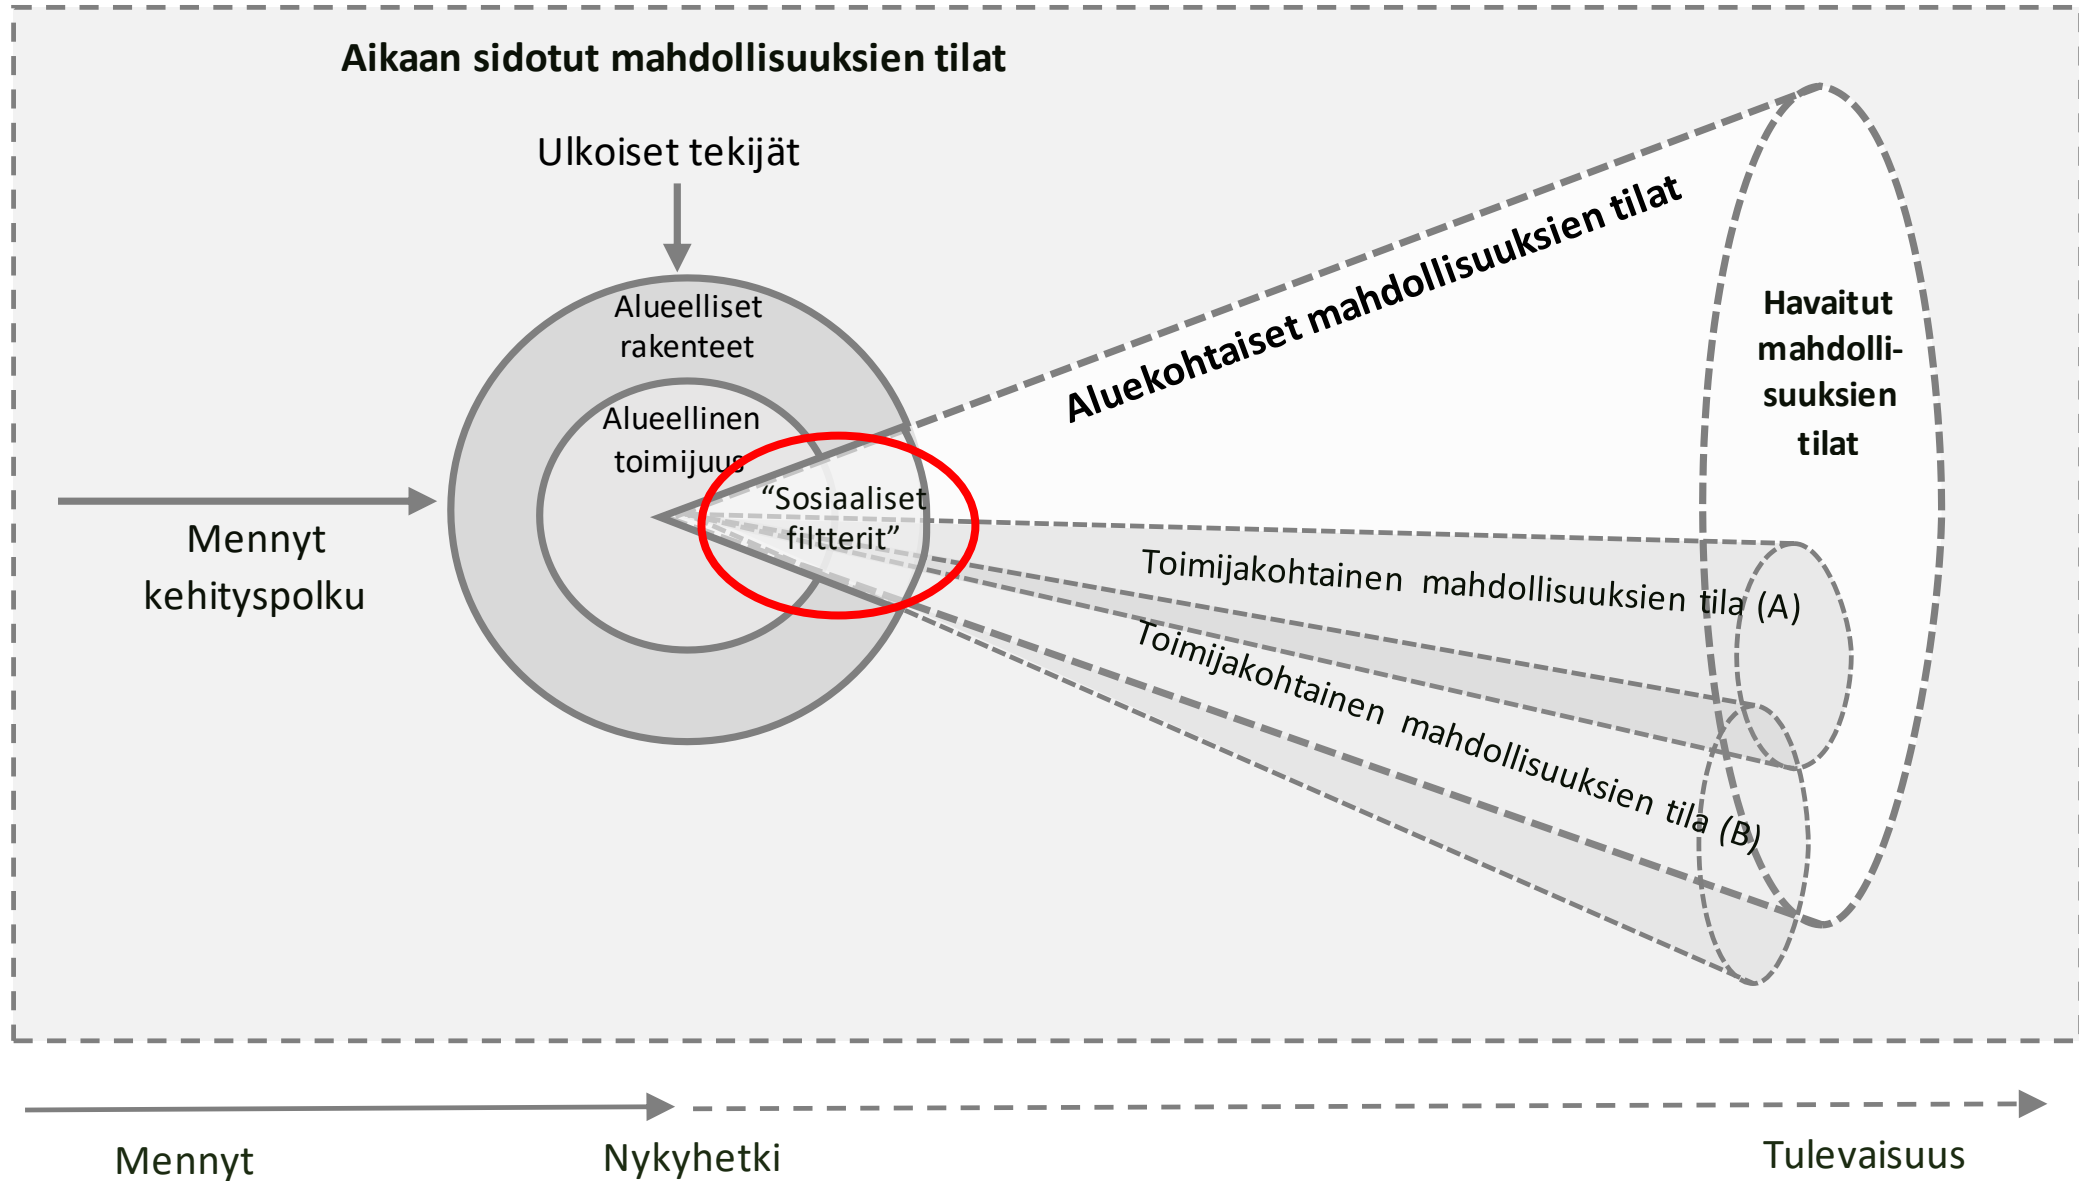 Aikaan sidotut mahdollisuuksien tilat
Ulkoiset tekijät
Alueelliset
rakenteet
Alueellinen
toimijuus
“Sosiaaliset
filtterit”
Mennyt
kehityspolku
Aluekohtaiset mahdollisuuksien tilat
Havaitut
mahdolli-
suuksien
tilat
Toimijakohtainen mahdollisuuksien tila (A)
Toimijakohtainen mahdollisuuksien tila (B)
Mennyt
Nykyhetki
Tulevaisuus